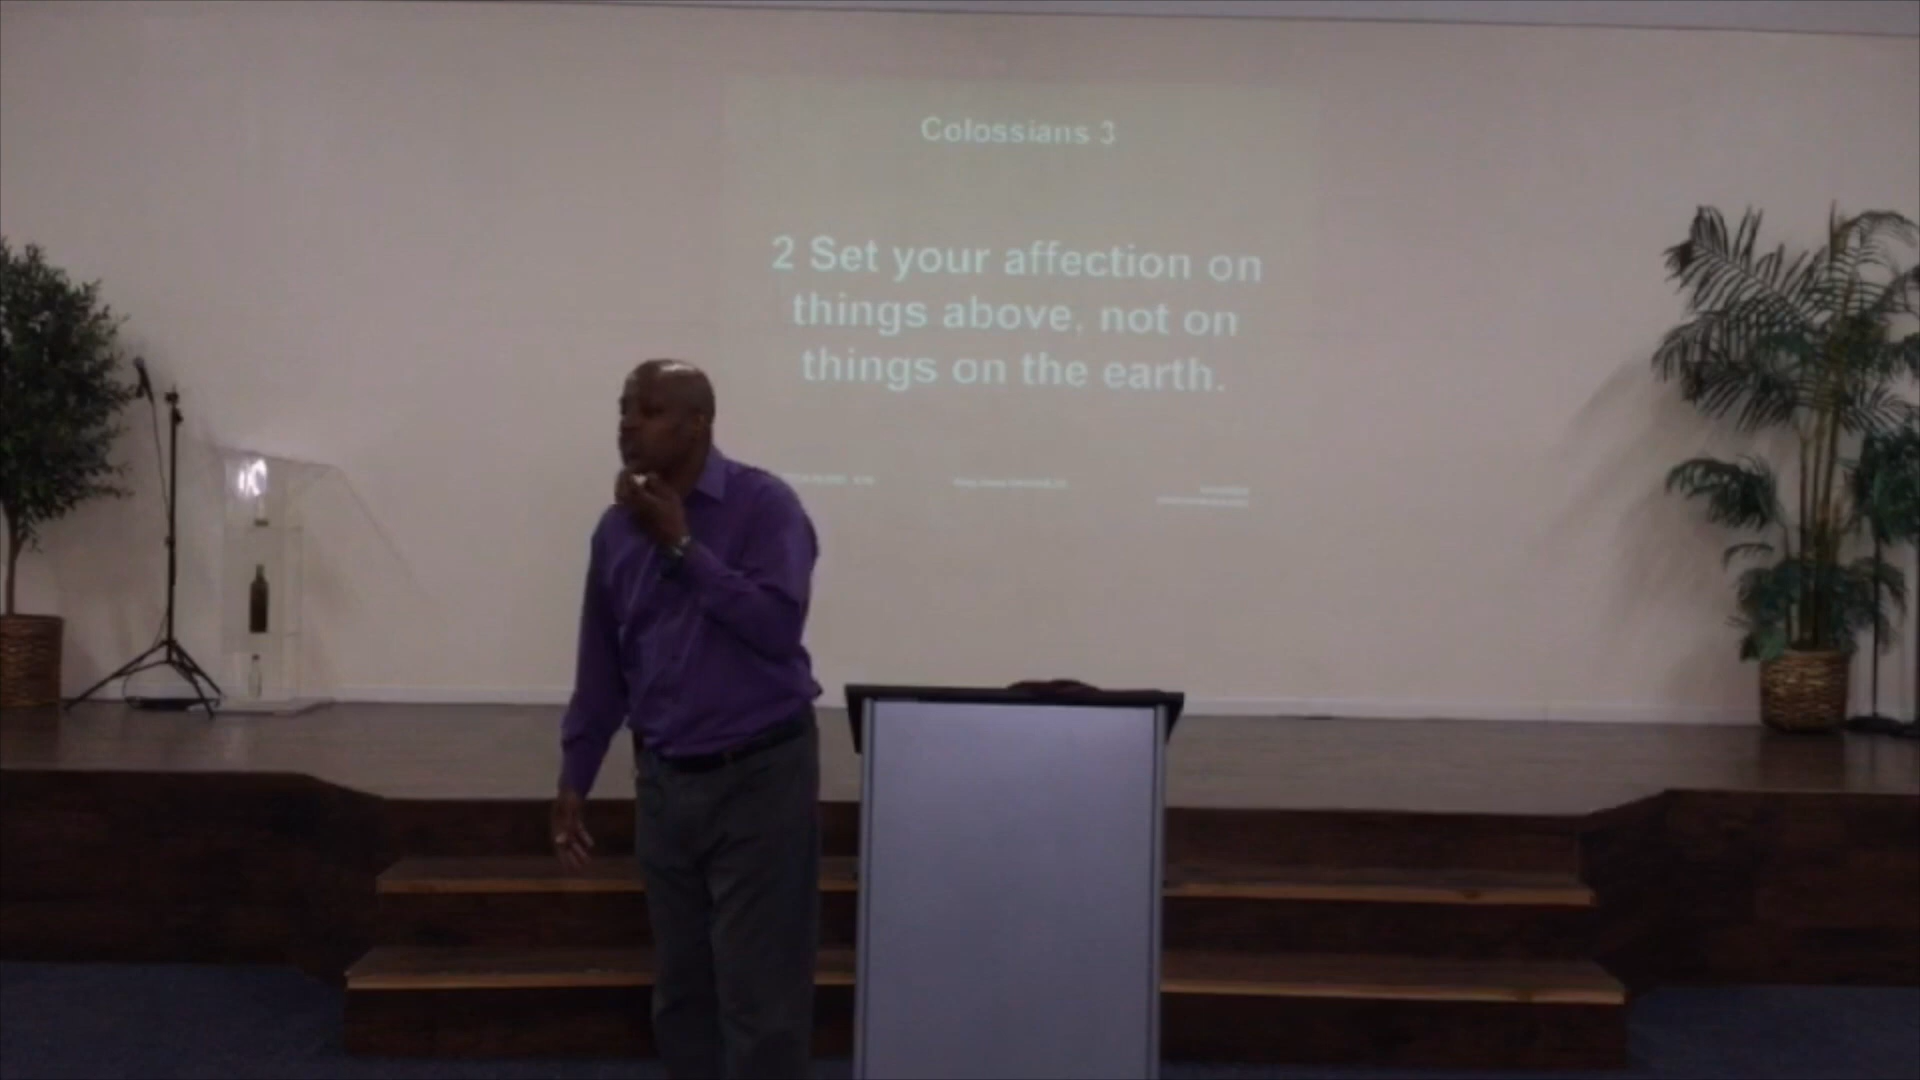 Colossians 3
2 Set your affection on
things above, not on
things on the earth.